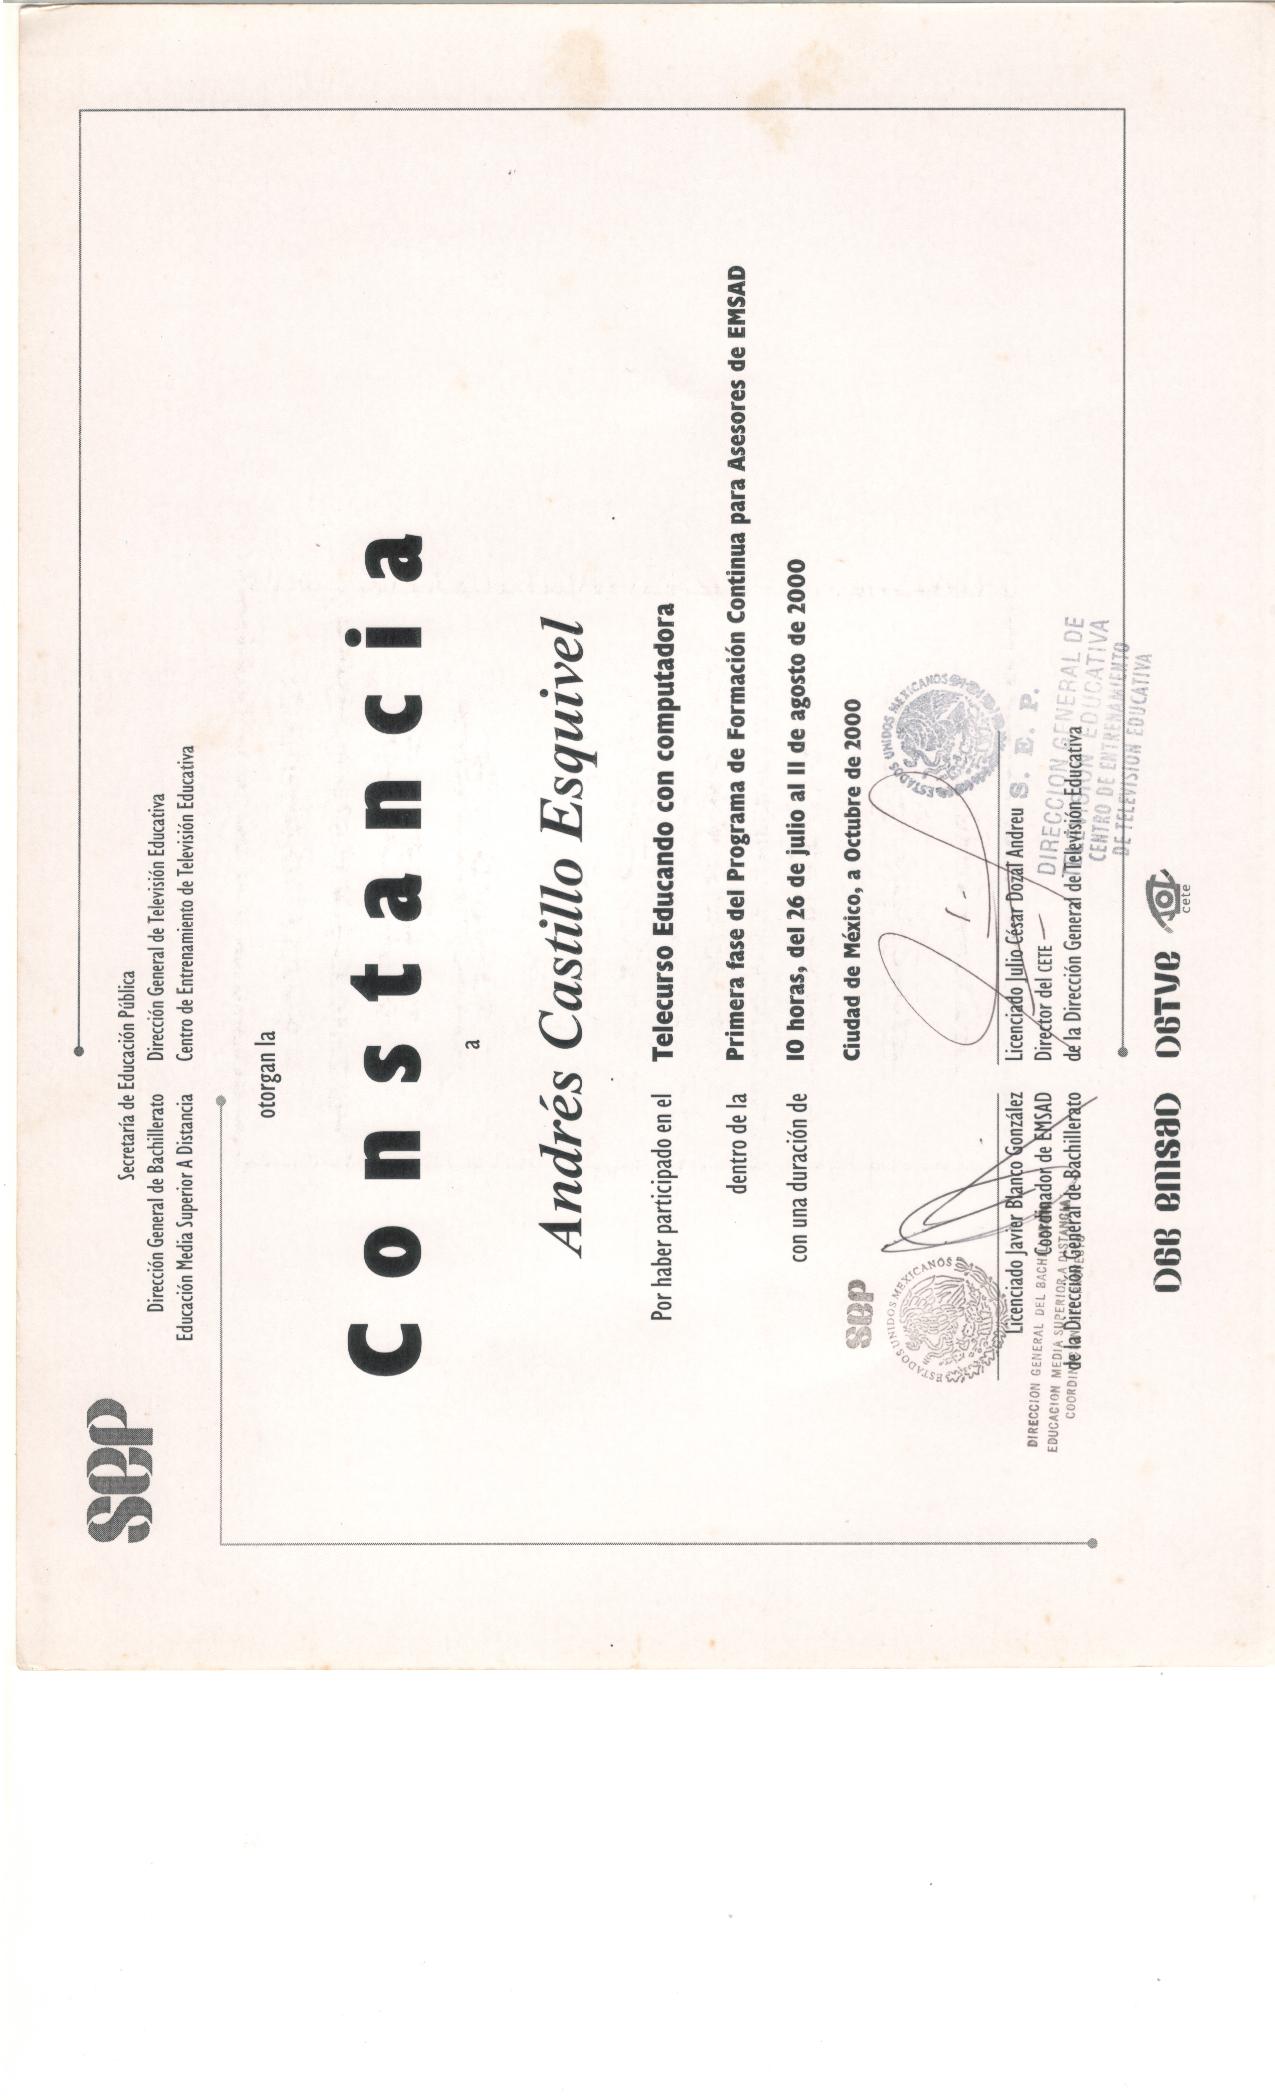 sep
Secretaría de Educación Pública
Dirección General de Bachillerato Dirección General de Televisión Educativa
Educación Media Superior A Distancia Centro de Entrenamiento de Televisión Educativa
otorgan la
Constancia
a
Andrés Castillo Esquivel
Por haber participado en el Telecurso Educando con computadora
dentro de la Primera fase del Programa de Formación Continua para Asesores de EMSAD
con una duración de 10 horas, del 26 de julio al 11 de agosto de 2000
Ciudad de México, a Octubre de 2000
sep
ESTADOS UNIDOS MEXICANOS
ESTADOS UNIDOS MEXICANOS
Licenciado Javier Blanco González
Coordinador de EMSAD
de la Dirección General de Bachillerato
DIRECCION GENERAL DEL BACH
EDUCACION MEDIA SUPERIOR A DISTANCIA
Licenciado Julio César Dozal Andreu
Director del CETE
de la Dirección General de Televisión Educativa
S. E. P.
DIRECCION GENERAL DE
TELEVISION EDUCATIVA
CENTRO DE ENTRENAMIENTO
DE TELEVISION EDUCATIVA
DGB emsaD DGTVE cete